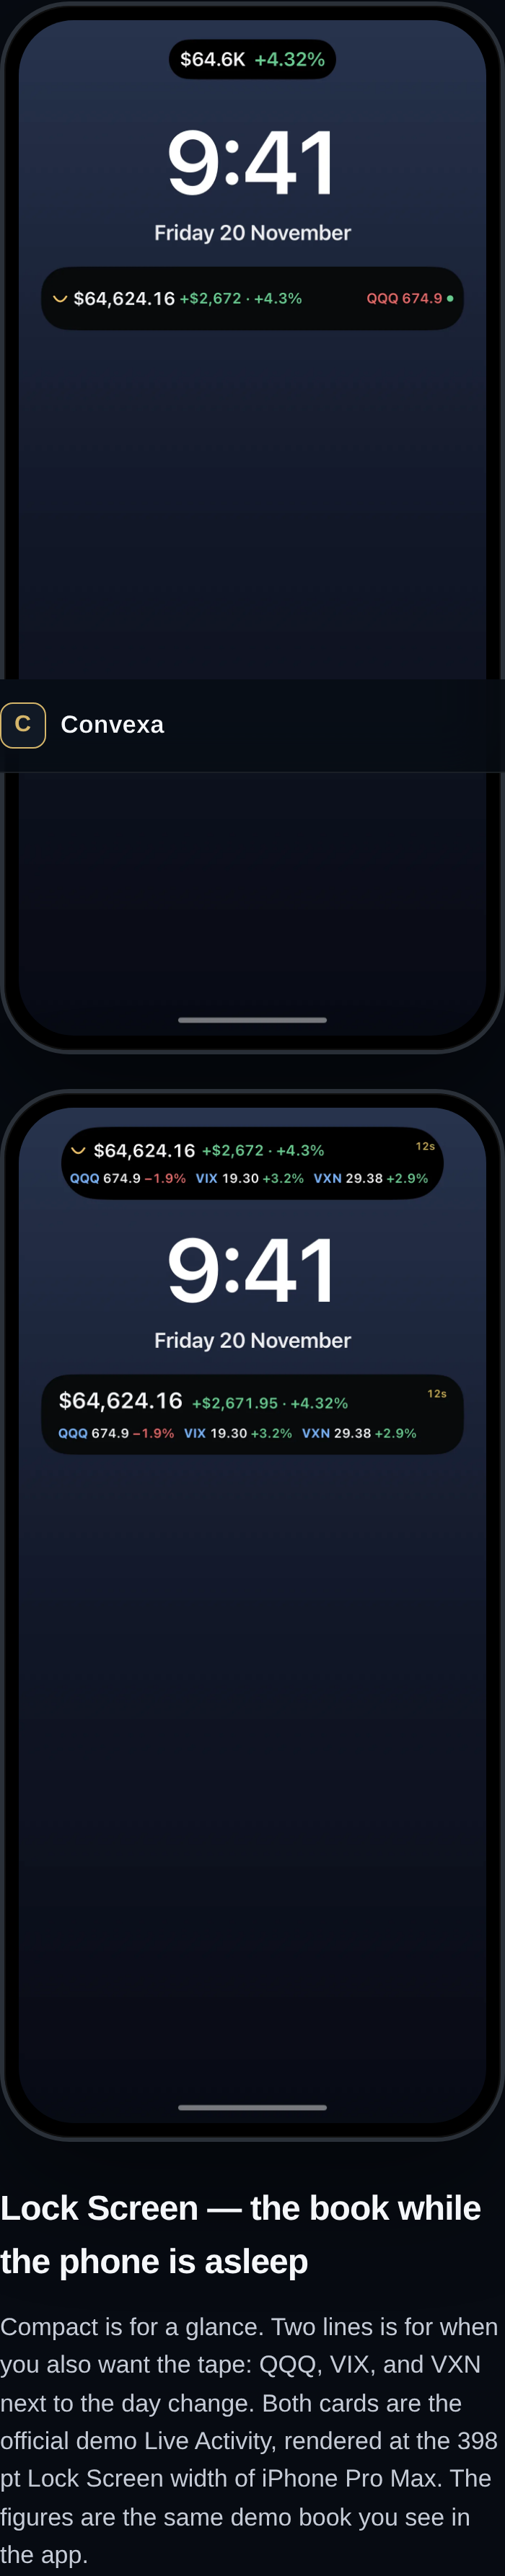 $64.6K +4.32%
9:41
Friday 20 November
$64,624.16 +$2,672 · +4.3% QQQ 674.9
C Convexa
$64,624.16 +$2,672 · +4.3% 12s
QQQ 674.9 −1.9% VIX 19.30 +3.2% VXN 29.38 +2.9%
9:41
Friday 20 November
$64,624.16 +$2,671.95 · +4.32% 12s
QQQ 674.9 −1.9% VIX 19.30 +3.2% VXN 29.38 +2.9%
Lock Screen — the book while
the phone is asleep
Compact is for a glance. Two lines is for when
you also want the tape: QQQ, VIX, and VXN
next to the day change. Both cards are the
official demo Live Activity, rendered at the 398
pt Lock Screen width of iPhone Pro Max. The
figures are the same demo book you see in
the app.